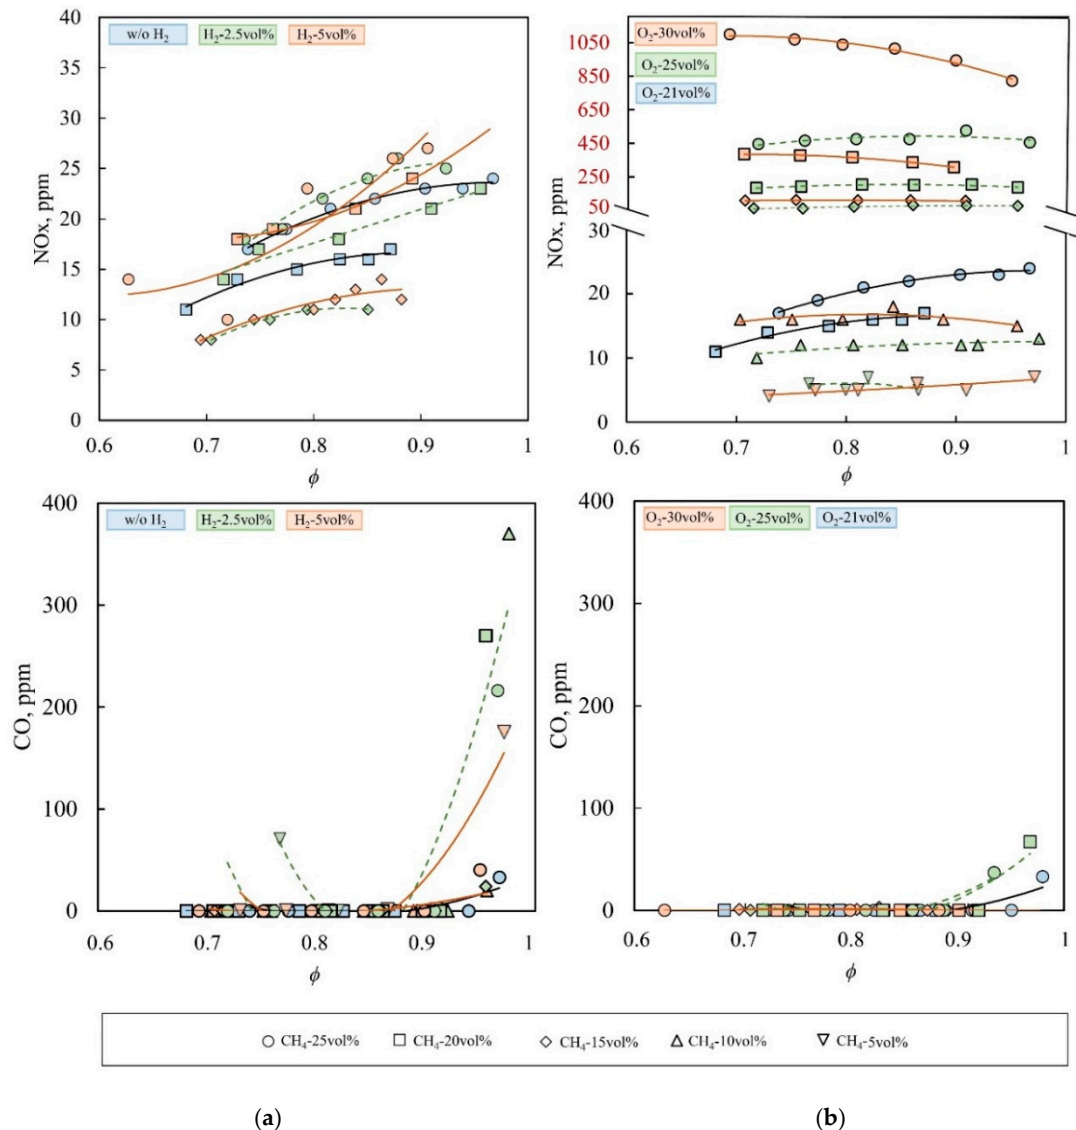 w/o H₂ H₂-2.5vol% H₂-5vol%
NOx, ppm
40
35
30
25
20
15
10
5
0
0.6 0.7 0.8 0.9 1
ϕ
O₂-30vol%
O₂-25vol%
O₂-21vol%
NOx, ppm
1050
850
650
450
250
50
30
20
10
0
0.6 0.7 0.8 0.9 1
ϕ
w/o H₂ H₂-2.5vol% H₂-5vol%
CO, ppm
400
300
200
100
0
0.6 0.7 0.8 0.9 1
ϕ
O₂-30vol% O₂-25vol% O₂-21vol%
CO, ppm
400
300
200
100
0
0.6 0.7 0.8 0.9 1
ϕ
CH₄-25vol% CH₄-20vol% CH₄-15vol% CH₄-10vol% CH₄-5vol%
(a) (b)